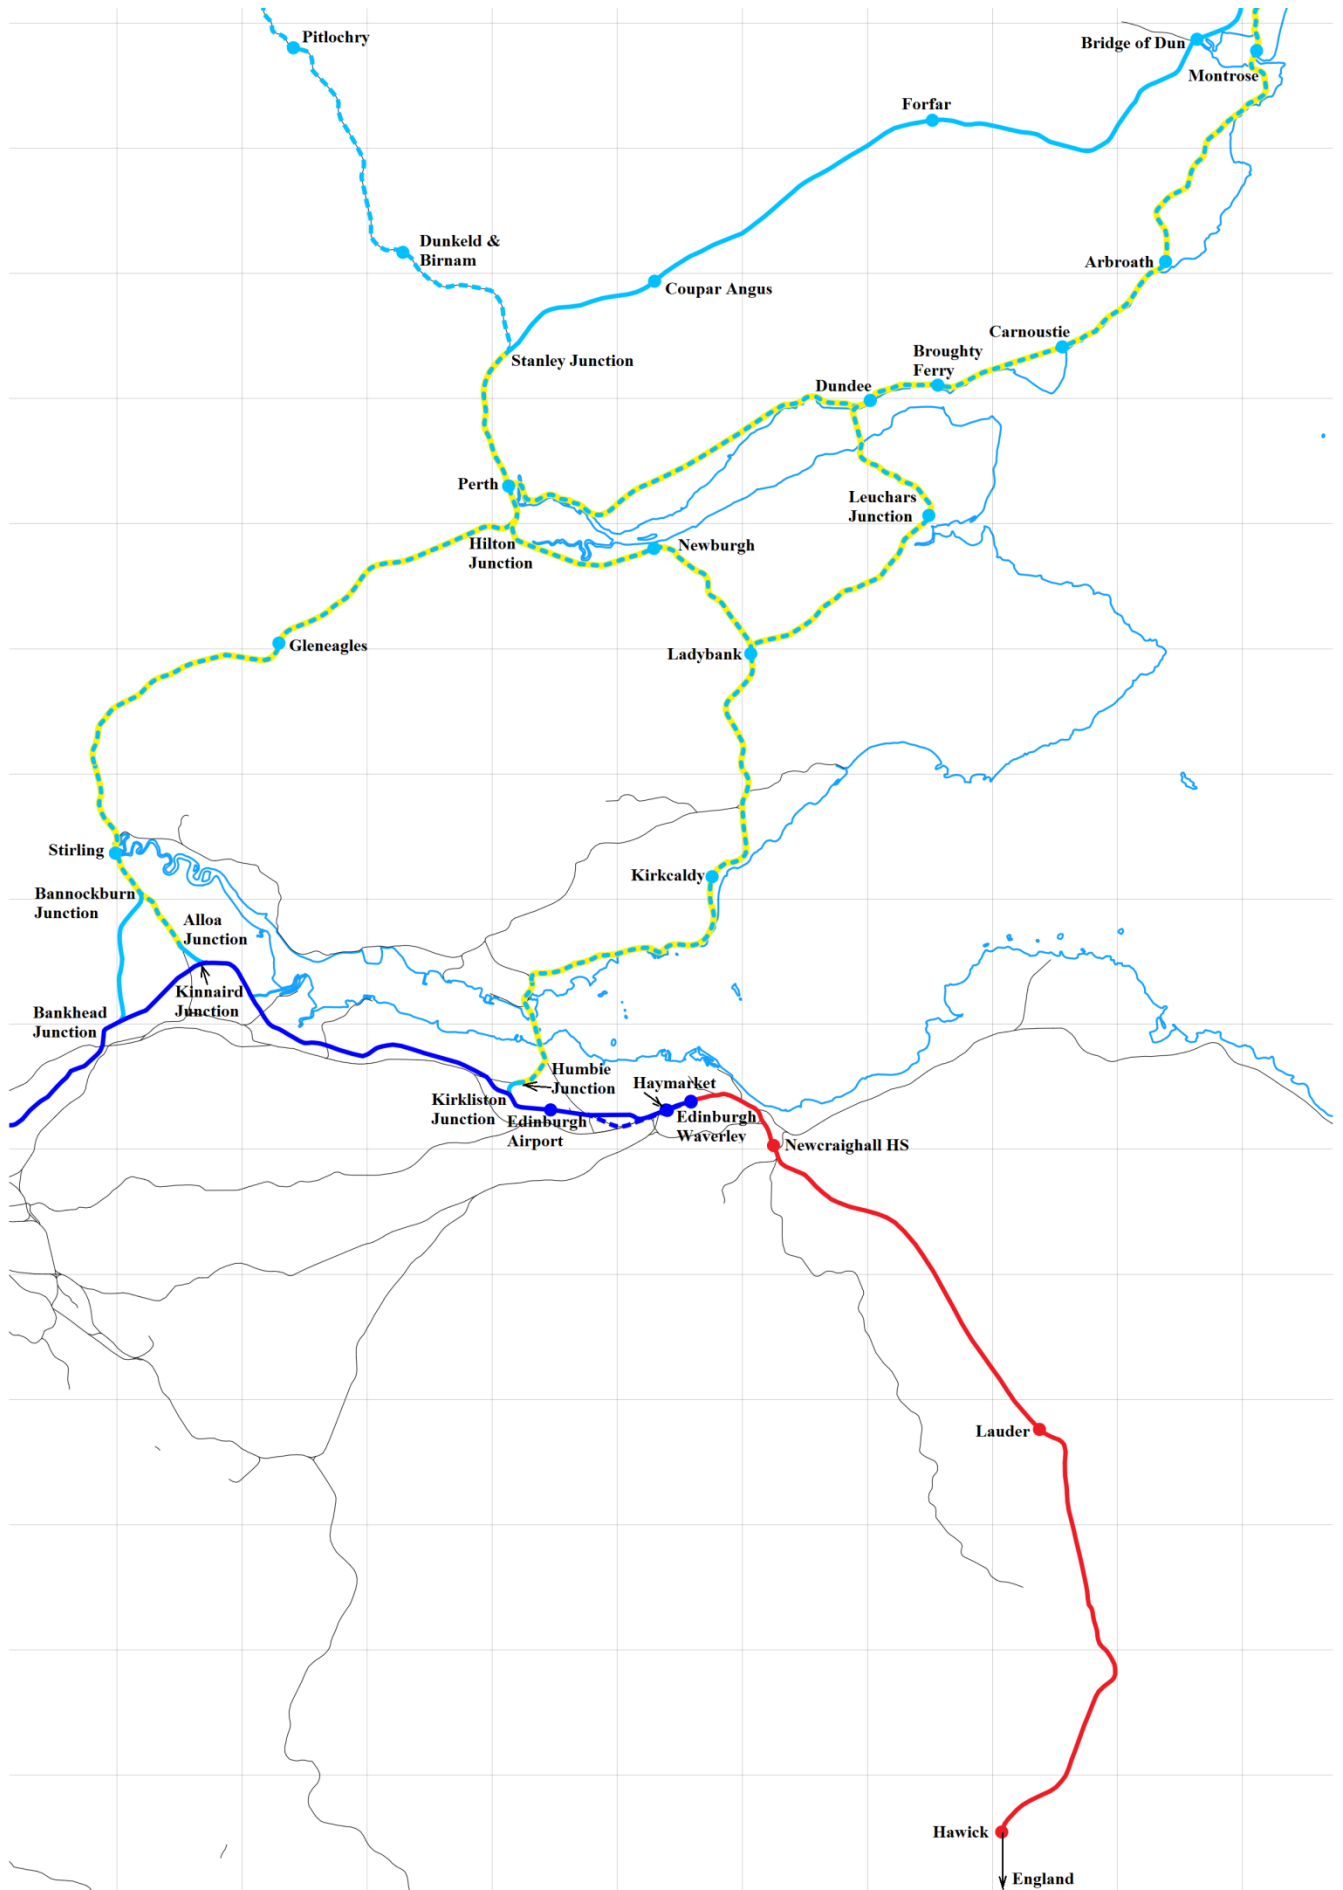 Pitlochry
Bridge of Dun
Montrose
Forfar
Dunkeld &
Birnam
Arbroath
Coupar Angus
Carnoustie
Broughty
Ferry
Stanley Junction
Dundee
Perth
Leuchars
Junction
Hilton
Junction
Newburgh
Gleneagles
Ladybank
Stirling
Kirkcaldy
Bannockburn
Junction
Alloa
Junction
Kinnaird
Junction
Bankhead
Junction
Humbie
Junction
Haymarket
Kirkliston
Junction
Edinburgh
Airport
Edinburgh
Waverley
Newcraighall HS
Lauder
Hawick
England